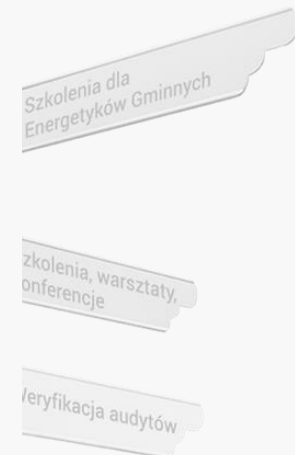 Szkolenia dla
Energetyków Gminnych
zkolenia, warsztaty,
onferencje
eryfikacja audytów